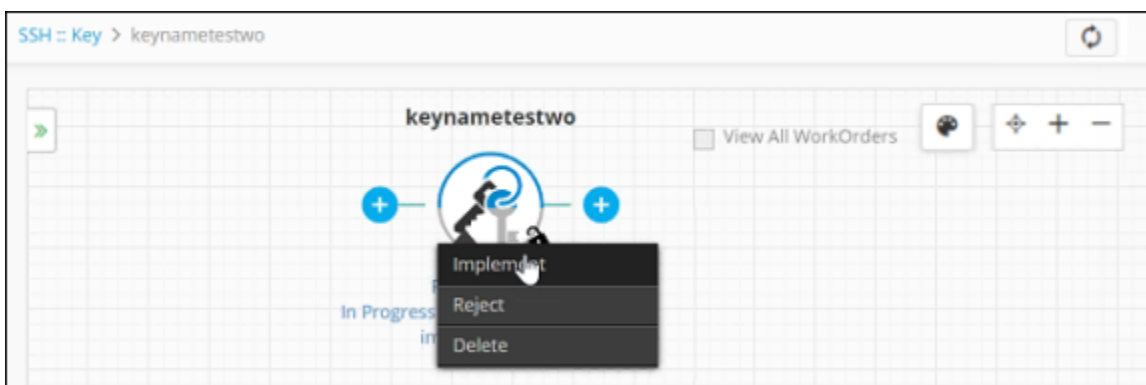 SSH :: Key > keynametestwo
keynametestwo
View All WorkOrders
Implement
Reject
In Progress
Delete